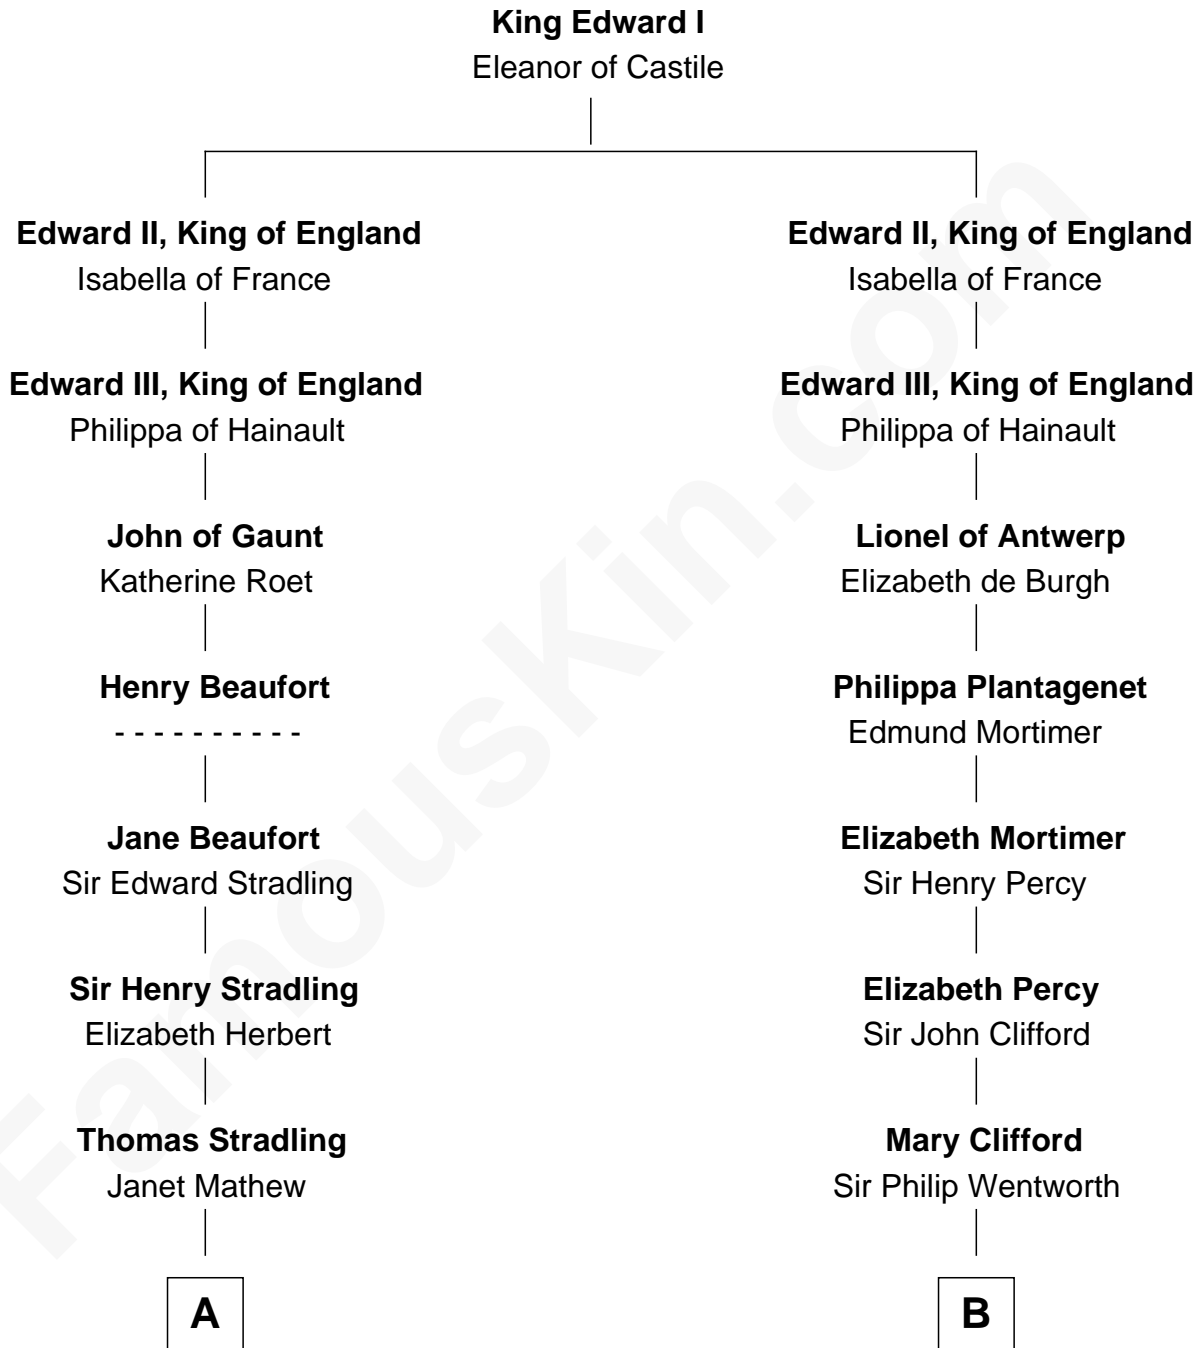 King Edward I
Eleanor of Castile
Edward II, King of England
Isabella of France
Edward III, King of England
Philippa of Hainault
John of Gaunt
Katherine Roet
Henry Beaufort
- - - - - - - - - -
Jane Beaufort
Sir Edward Stradling
Sir Henry Stradling
Elizabeth Herbert
Thomas Stradling
Janet Mathew
A
Edward II, King of England
Isabella of France
Edward III, King of England
Philippa of Hainault
Lionel of Antwerp
Elizabeth de Burgh
Philippa Plantagenet
Edmund Mortimer
Elizabeth Mortimer
Sir Henry Percy
Elizabeth Percy
Sir John Clifford
Mary Clifford
Sir Philip Wentworth
B
FamousKin.com